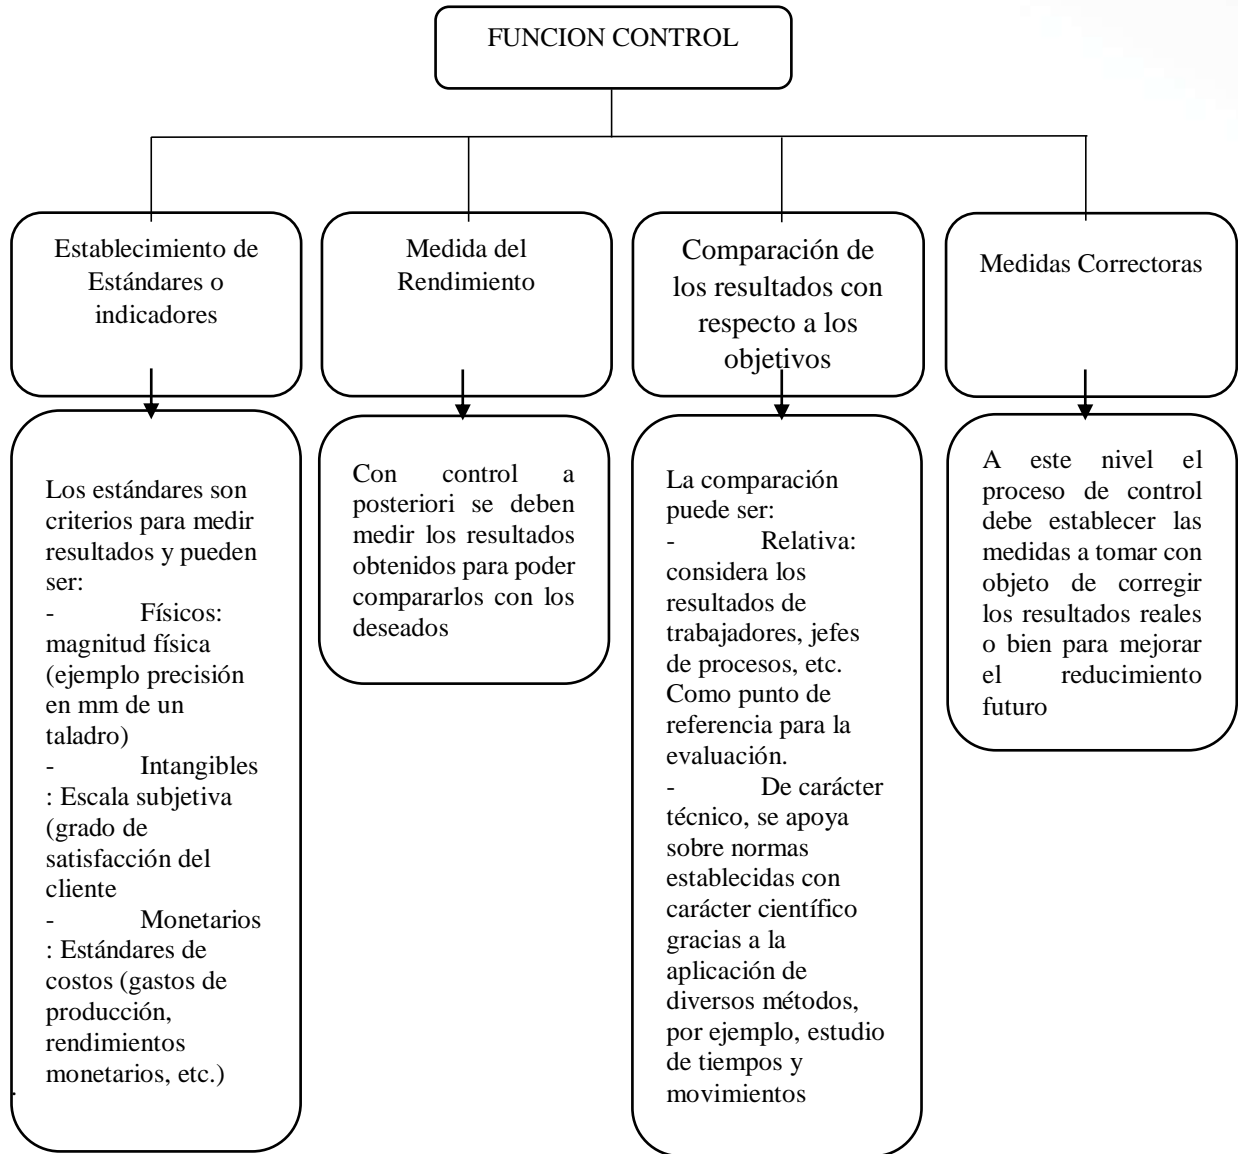 FUNCION CONTROL
Establecimiento de
Estándares o
indicadores
Medida del
Rendimiento
Comparación de
los resultados con
respecto a los
objetivos
Medidas Correctoras
Los estándares son
criterios para medir
resultados y pueden
ser:
- Físicos:
magnitud física
(ejemplo precisión
en mm de un
taladro)
- Intangibles
: Escala subjetiva
(grado de
satisfacción del
cliente
- Monetarios
: Estándares de
costos (gastos de
producción,
rendimientos
monetarios, etc.)
.
Con control a
posteriori se deben
medir los resultados
obtenidos para poder
compararlos con los
deseados
La comparación
puede ser:
- Relativa:
considera los
resultados de
trabajadores, jefes
de procesos, etc.
Como punto de
referencia para la
evaluación.
- De carácter
técnico, se apoya
sobre normas
establecidas con
carácter científico
gracias a la
aplicación de
diversos métodos,
por ejemplo, estudio
de tiempos y
movimientos
A este nivel el
proceso de control
debe establecer las
medidas a tomar con
objeto de corregir
los resultados reales
o bien para mejorar
el reducimiento
futuro